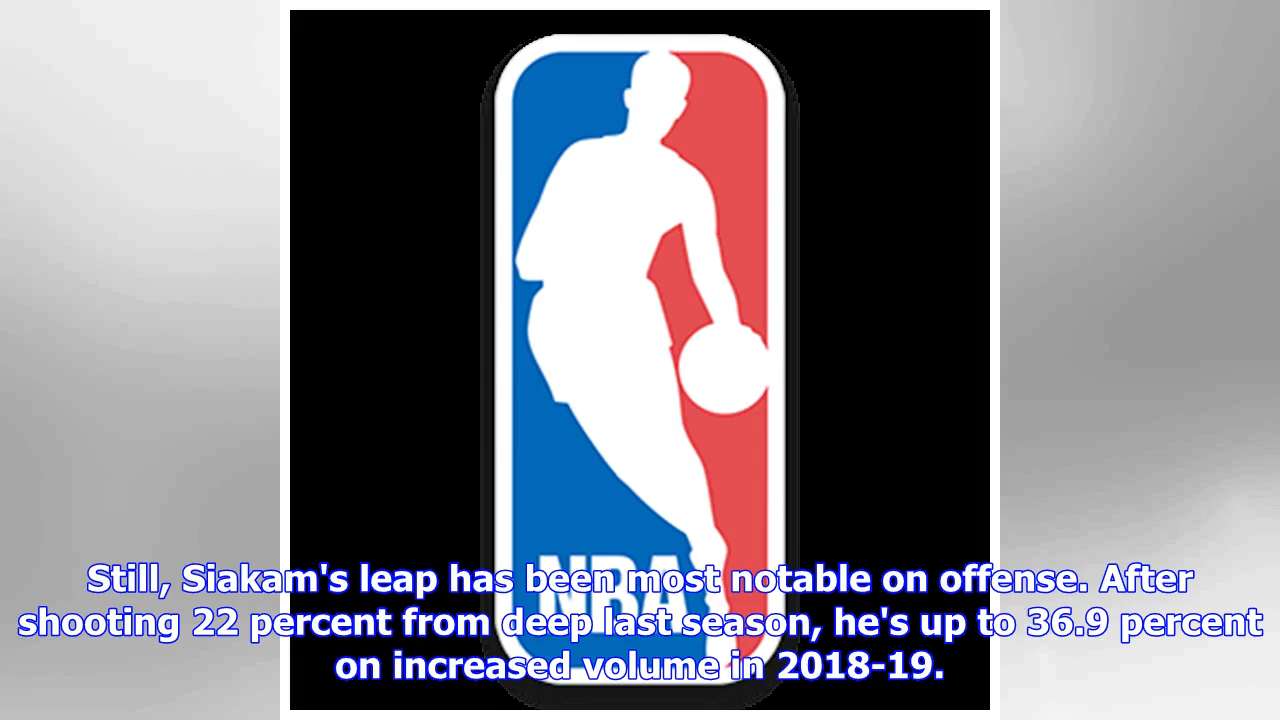 NBA
Still, Siakam's leap has been most notable on offense. After
shooting 22 percent from deep last season, he's up to 36.9 percent
on increased volume in 2018-19.